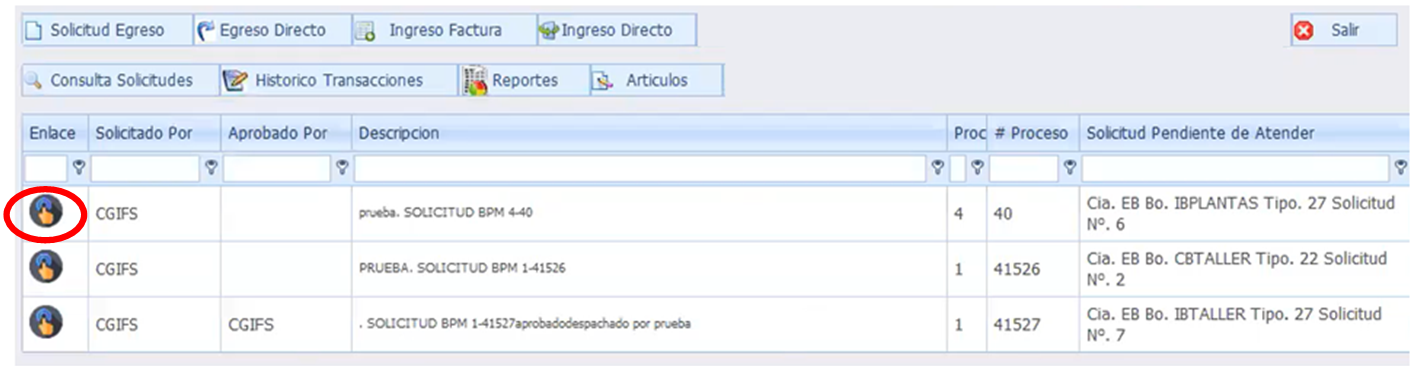 Solicitud Egreso Egreso Directo Ingreso Factura Ingreso Directo Salir
Consulta Solicitudes Historico Transacciones Reportes Articulos
Enlace Solicitado Por Aprobado Por Descripcion Proc # Proceso Solicitud Pendiente de Atender
CGIFS prueba. SOLICITUD BPM 4-40 4 40 Cia. EB Bo. IBPLANTAS Tipo. 27 Solicitud
Nº. 6
CGIFS PRUEBA. SOLICITUD BPM 1-41526 1 41526 Cia. EB Bo. CBTALLER Tipo. 22 Solicitud
Nº. 2
CGIFS CGIFS . SOLICITUD BPM 1-41527aprobadodespachado por prueba 1 41527 Cia. EB Bo. IBTALLER Tipo. 27 Solicitud
Nº. 7